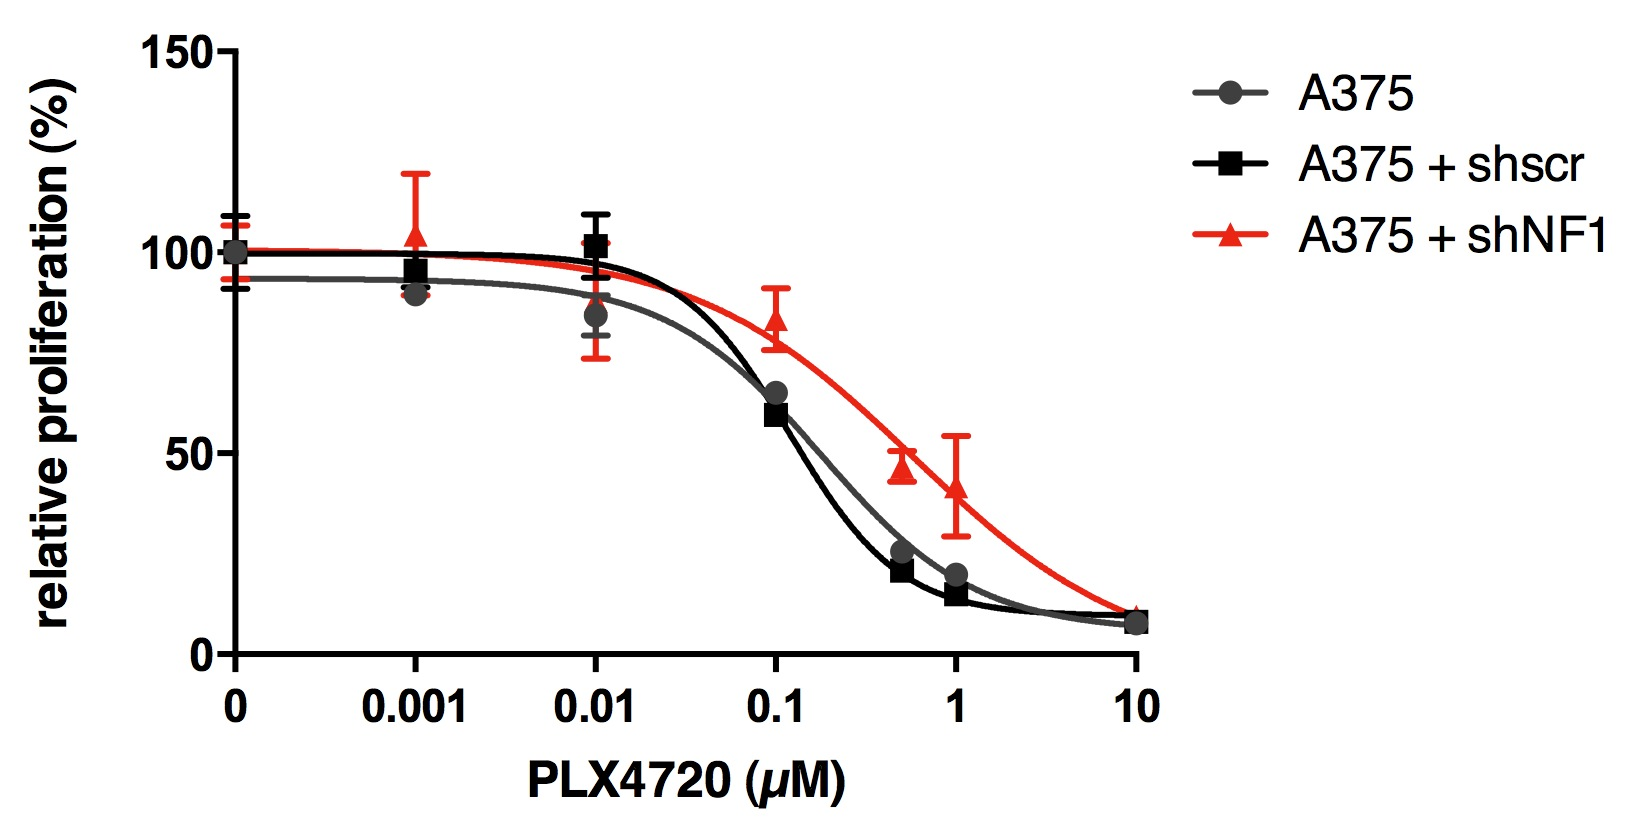 relative proliferation (%)
150
100
50
0
0 0.001 0.01 0.1 1 10
PLX4720 (µM)
A375
A375 + shscr
A375 + shNF1